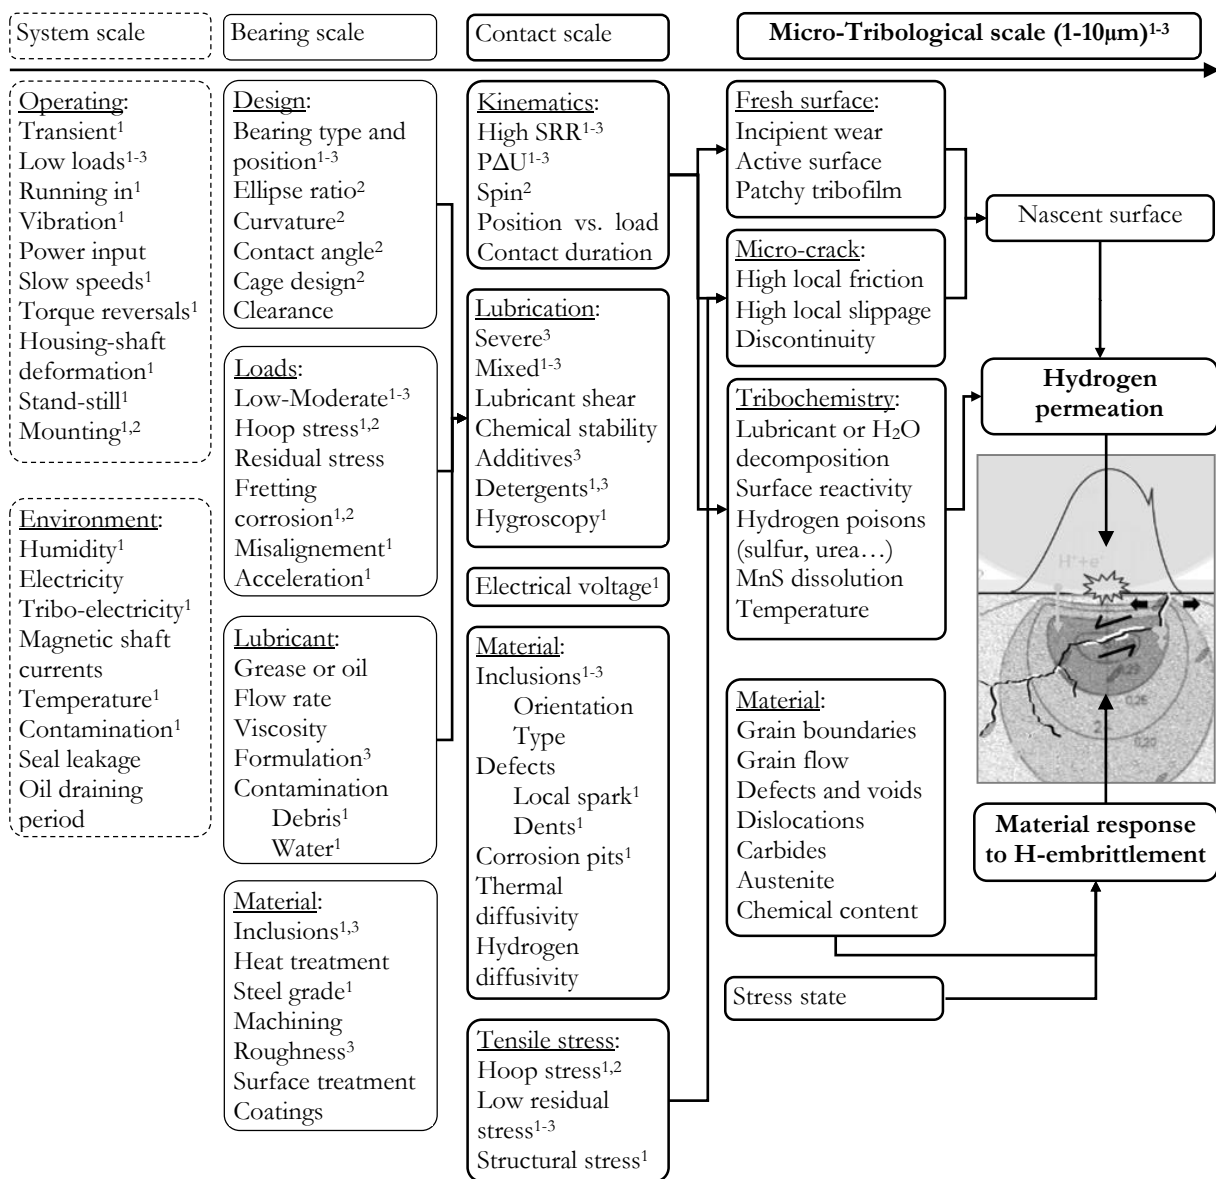 System scale
Bearing scale
Contact scale
Micro-Tribological scale (1-10µm)¹⁻³
Operating:
Transient¹
Low loads¹⁻³
Running in¹
Vibration¹
Power input
Slow speeds¹
Torque reversals¹
Housing-shaft
deformation¹
Stand-still¹
Mounting¹,²
Environment:
Humidity¹
Electricity
Tribo-electricity¹
Magnetic shaft
currents
Temperature¹
Contamination¹
Seal leakage
Oil draining
period
Design:
Bearing type and
position¹⁻³
Ellipse ratio²
Curvature²
Contact angle²
Cage design²
Clearance
Loads:
Low-Moderate¹⁻³
Hoop stress¹,²
Residual stress
Fretting
corrosion¹,²
Misalignement¹
Acceleration¹
Lubricant:
Grease or oil
Flow rate
Viscosity
Formulation³
Contamination
Debris¹
Water¹
Material:
Inclusions¹,³
Heat treatment
Steel grade¹
Machining
Roughness³
Surface treatment
Coatings
Kinematics:
High SRR¹⁻³
PΔU¹⁻³
Spin²
Position vs. load
Contact duration
Lubrication:
Severe³
Mixed¹⁻³
Lubricant shear
Chemical stability
Additives³
Detergents¹,³
Hygroscopy¹
Electrical voltage¹
Material:
Inclusions¹⁻³
Orientation
Type
Defects
Local spark¹
Dents¹
Corrosion pits¹
Thermal
diffusivity
Hydrogen
diffusivity
Tensile stress:
Hoop stress¹,²
Low residual
stress¹⁻³
Structural stress¹
Fresh surface:
Incipient wear
Active surface
Patchy tribofilm
Micro-crack:
High local friction
High local slippage
Discontinuity
Tribochemistry:
Lubricant or H₂O
decomposition
Surface reactivity
Hydrogen poisons
(sulfur, urea…)
MnS dissolution
Temperature
Material:
Grain boundaries
Grain flow
Defects and voids
Dislocations
Carbides
Austenite
Chemical content
Stress state
Nascent surface
Hydrogen
permeation
H⁺+e⁻
0,25
0,20
Material response
to H-embrittlement